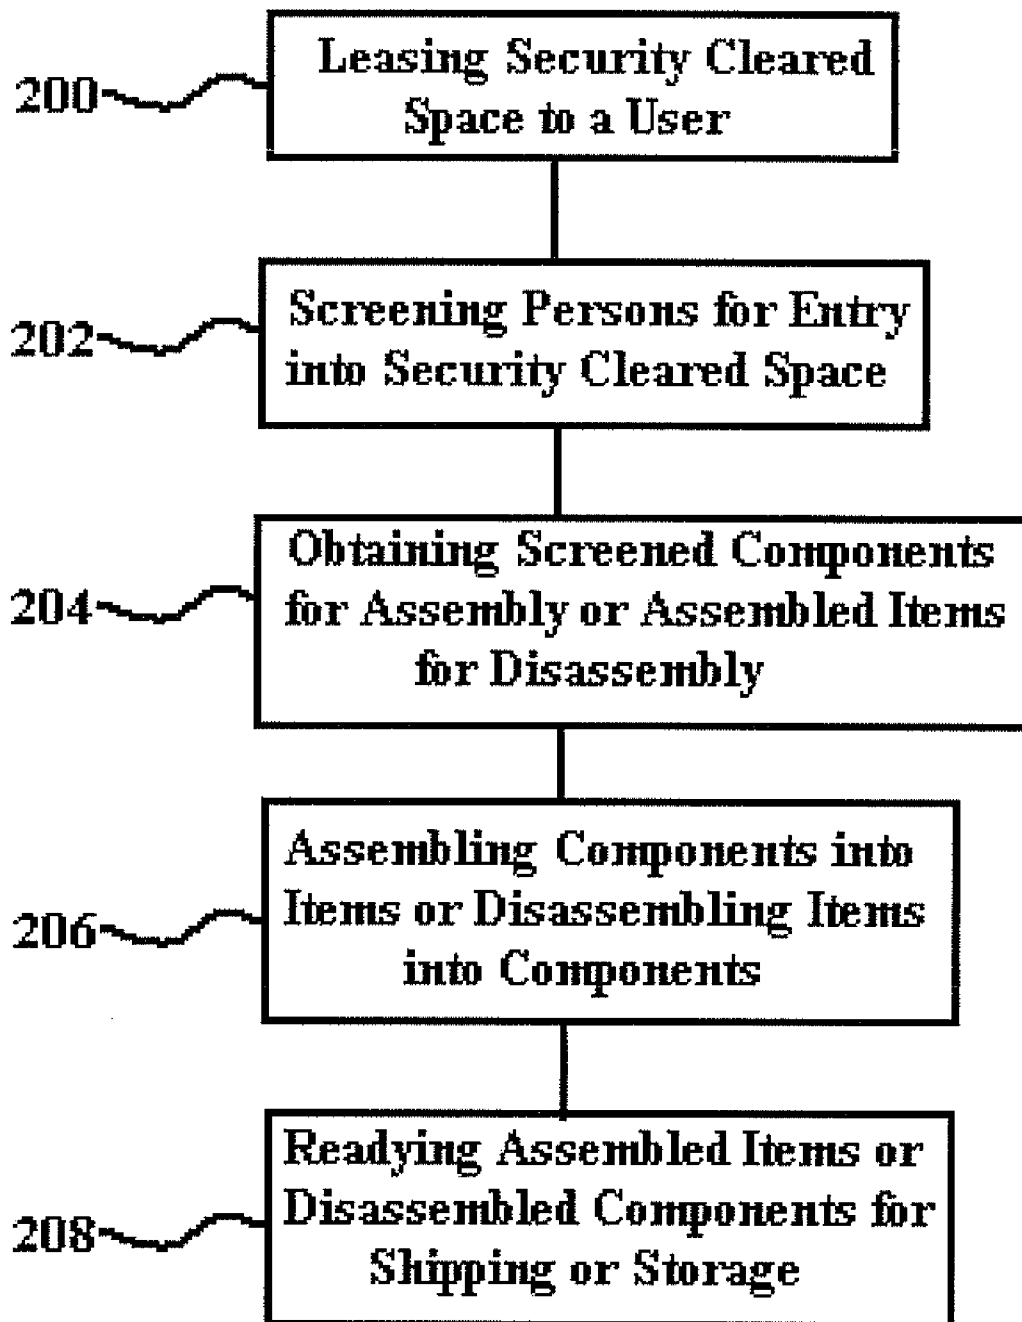 200
Leasing Security Cleared
Space to a User
202
Screening Persons for Entry
into Security Cleared Space
204
Obtaining Screened Components
for Assembly or Assembled Items
for Disassembly
206
Assembling Components into
Items or Disassembling Items
into Components
208
Readying Assembled Items or
Disassembled Components for
Shipping or Storage